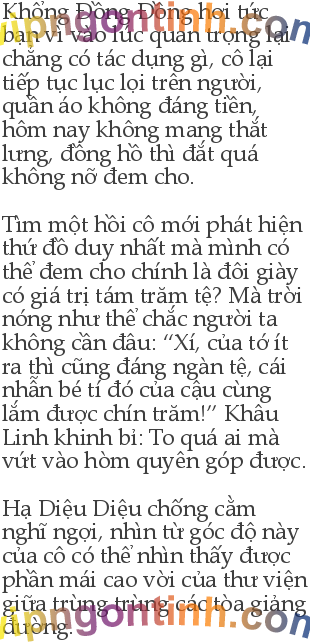 Khổng Đồng Đồng hơi tức
bạn vì vào lúc quan trọng lại
chẳng có tác dụng gì, cô lại
tiếp tục lục lọi trên người,
quần áo không đáng tiền,
hôm nay không mang thắt
lưng, đồng hồ thì đắt quá
không nỡ đem cho.
Tìm một hồi cô mới phát hiện
thứ đồ duy nhất mà mình có
thể đem cho chính là đôi giày
có giá trị tám trăm tệ? Mà trời
nóng như thể chắc người ta
không cần đâu: “Xí, của tớ ít
ra thì cũng đáng ngàn tệ, cái
nhẫn bé tí đó của cậu cùng
lắm được chín trăm!” Khâu
Linh khinh bỉ: To quá ai mà
vứt vào hòm quyên góp được.
Hạ Diệu Diệu chống cằm
nghĩ ngợi, nhìn từ góc độ này
của cô có thể nhìn thấy được
phần mái cao vời của thư viện
giữa trùng trùng các tòa giảng
đường.